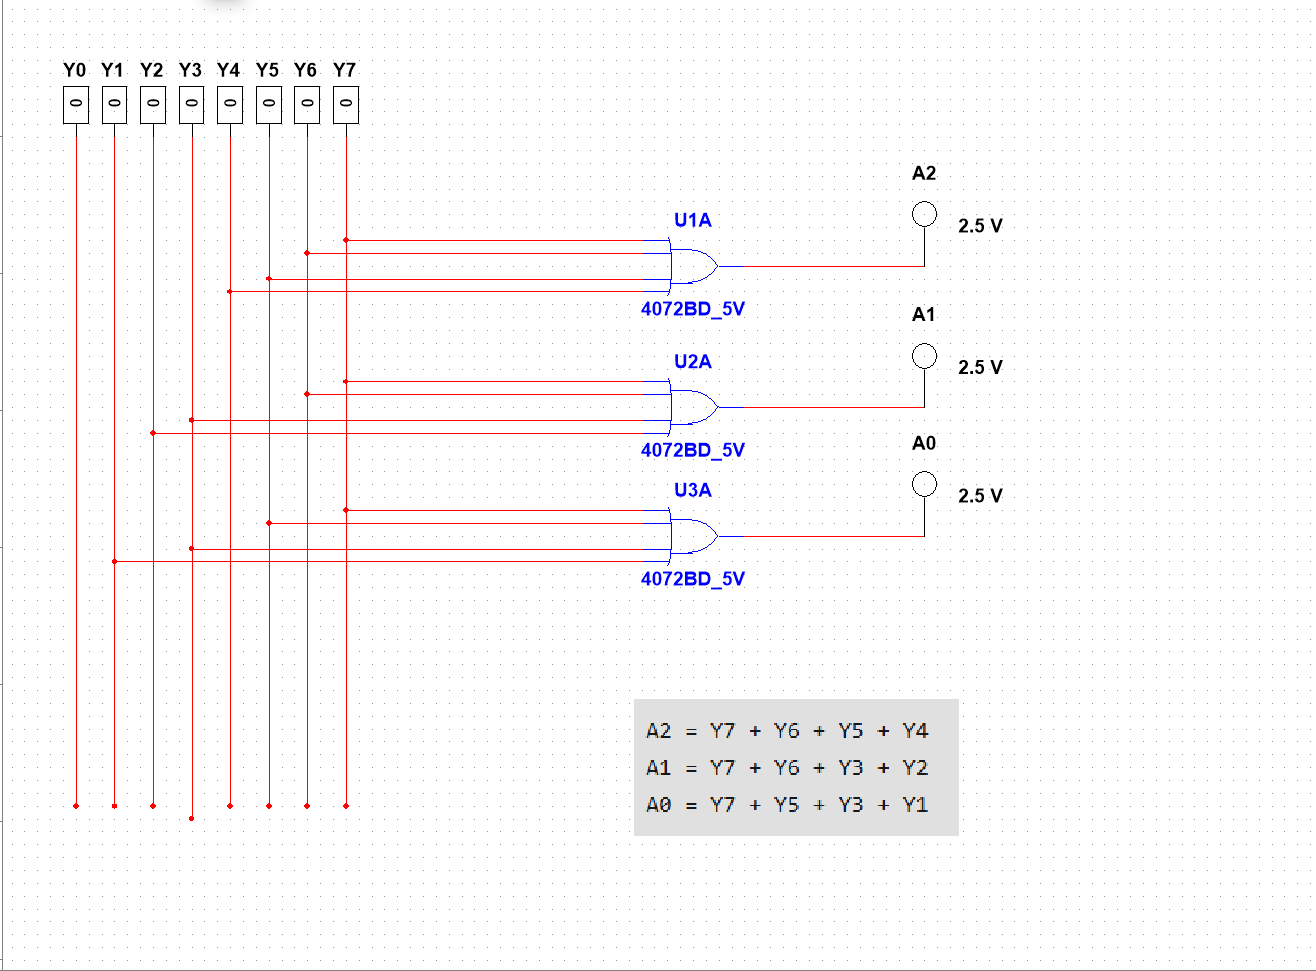 Y0 Y1 Y2 Y3 Y4 Y5 Y6 Y7
0 0 0 0 0 0 0 0
A2
U1A
2.5 V
4072BD_5V
A1
U2A
2.5 V
4072BD_5V
A0
U3A
2.5 V
4072BD_5V
A2 = Y7 + Y6 + Y5 + Y4
A1 = Y7 + Y6 + Y3 + Y2
A0 = Y7 + Y5 + Y3 + Y1